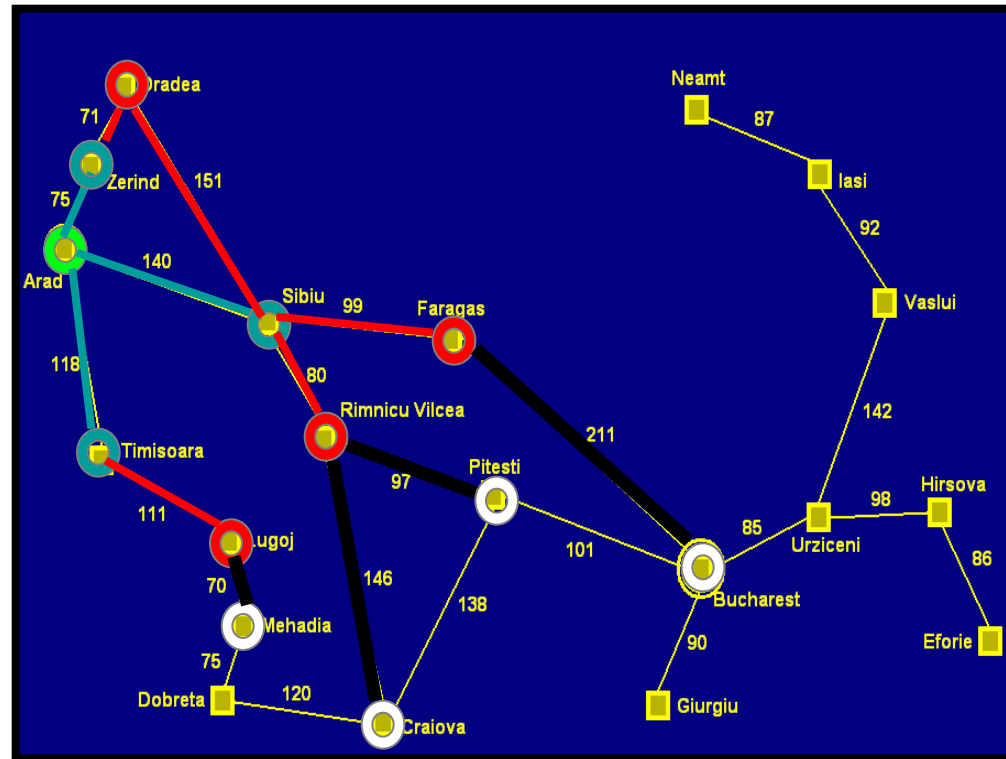 Neamt
Oradea
87
71
Zerind
151
Iasi
75
92
140
Arad
Sibiu
99
Faragas
Vaslui
118
80
Rimnicu Vilcea
142
211
Timisoara
Pitesti
97
Hirsova
111
98
85
Lugoj
101
Urziceni
86
70
146
138
Bucharest
Mehadia
90
Eforie
75
Dobreta
120
Giurgiu
Craiova